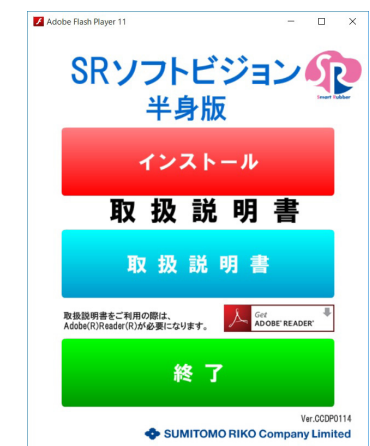 Adobe Flash Player 11
SRソフトビジョン
半身版
SR
Smart Rubber
インストール
取扱説明書
取扱説明書
取扱説明書をご利用の際は、
Adobe(R)Reader(R)が必要になります。
Get
ADOBE® READER®
終了
Ver.CCDP0114
SUMITOMO RIKO Company Limited